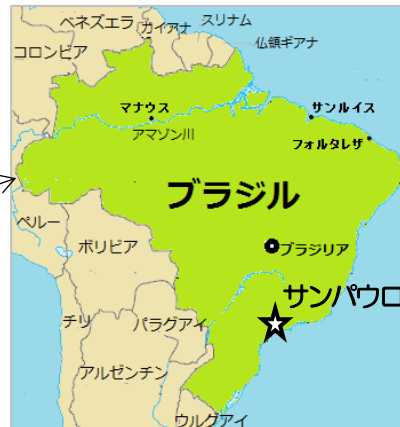 ベネズエラ
ガイアナ
スリナム
仏領ギアナ
コロンビア
マナウス
サンルイス
アマゾン川
フォルタレザ
ブラジル
ペルー
ボリビア
ブラジリア
サンパウロ
チリ
パラグアイ
アルゼンチン
ウルグアイ